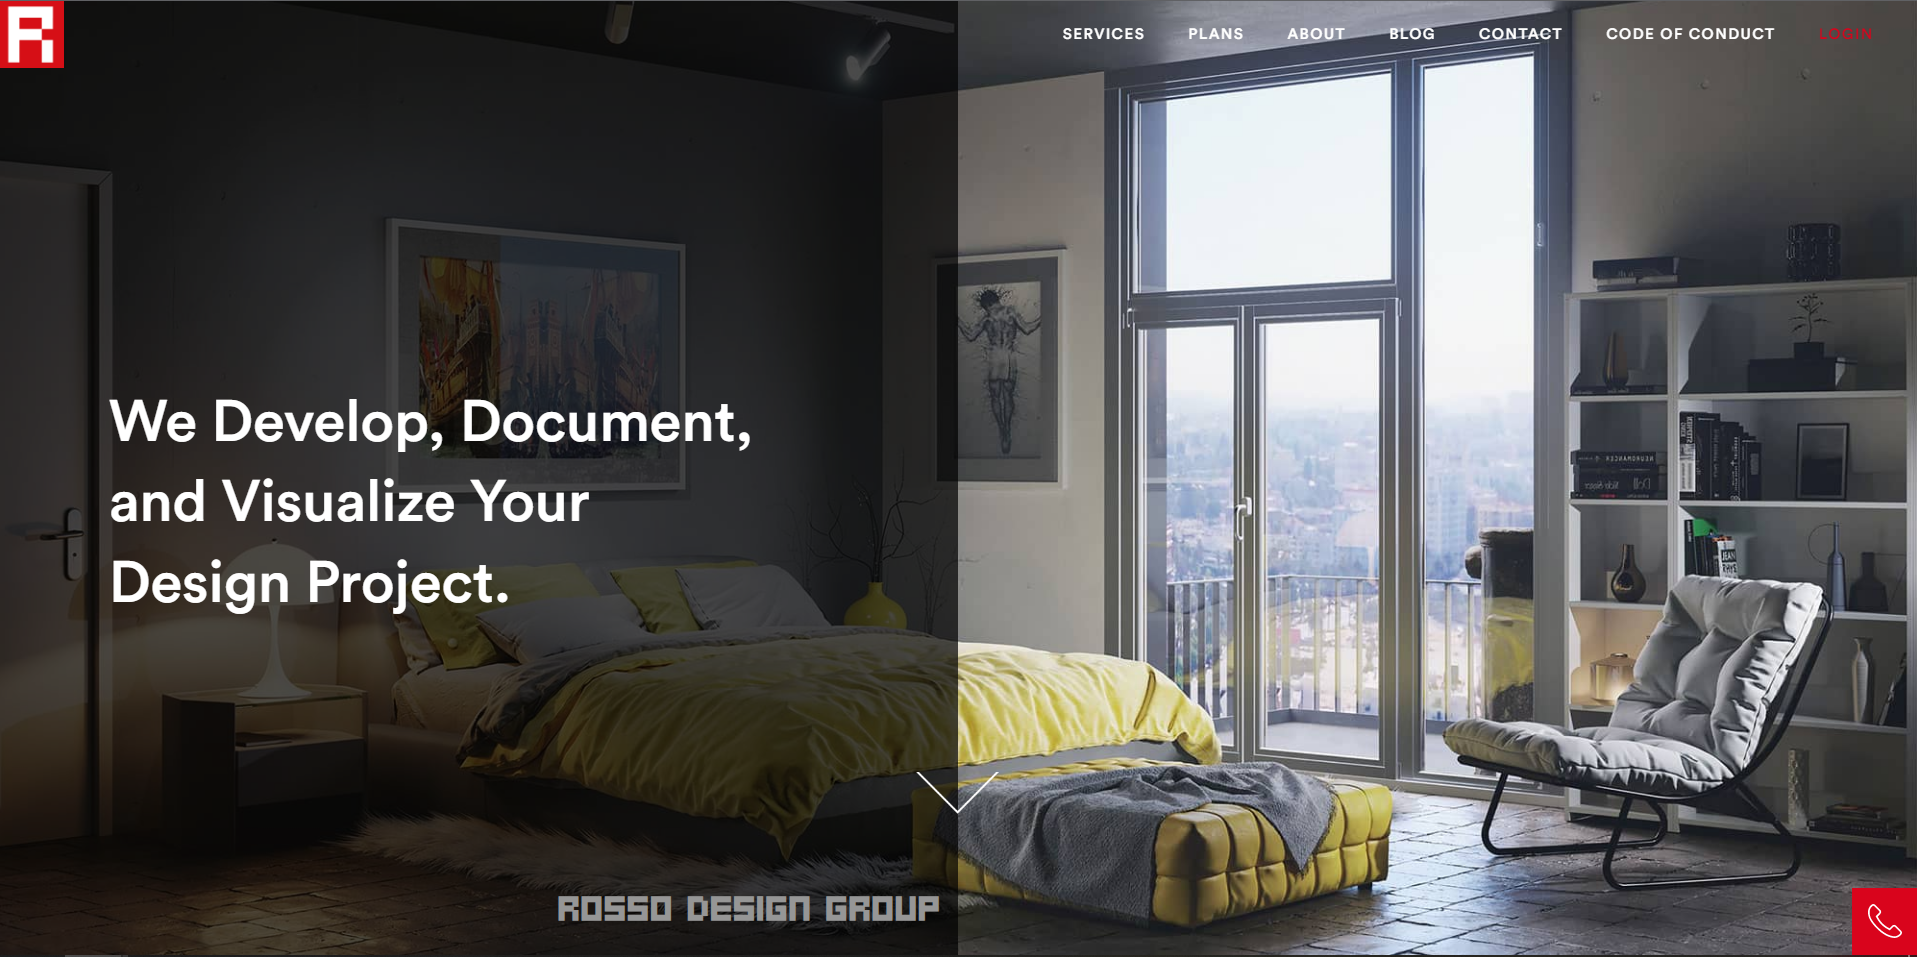 R
SERVICES PLANS ABOUT BLOG CONTACT CODE OF CONDUCT LOGIN
We Develop, Document,
and Visualize Your
Design Project.
ROSSO DESIGN GROUP